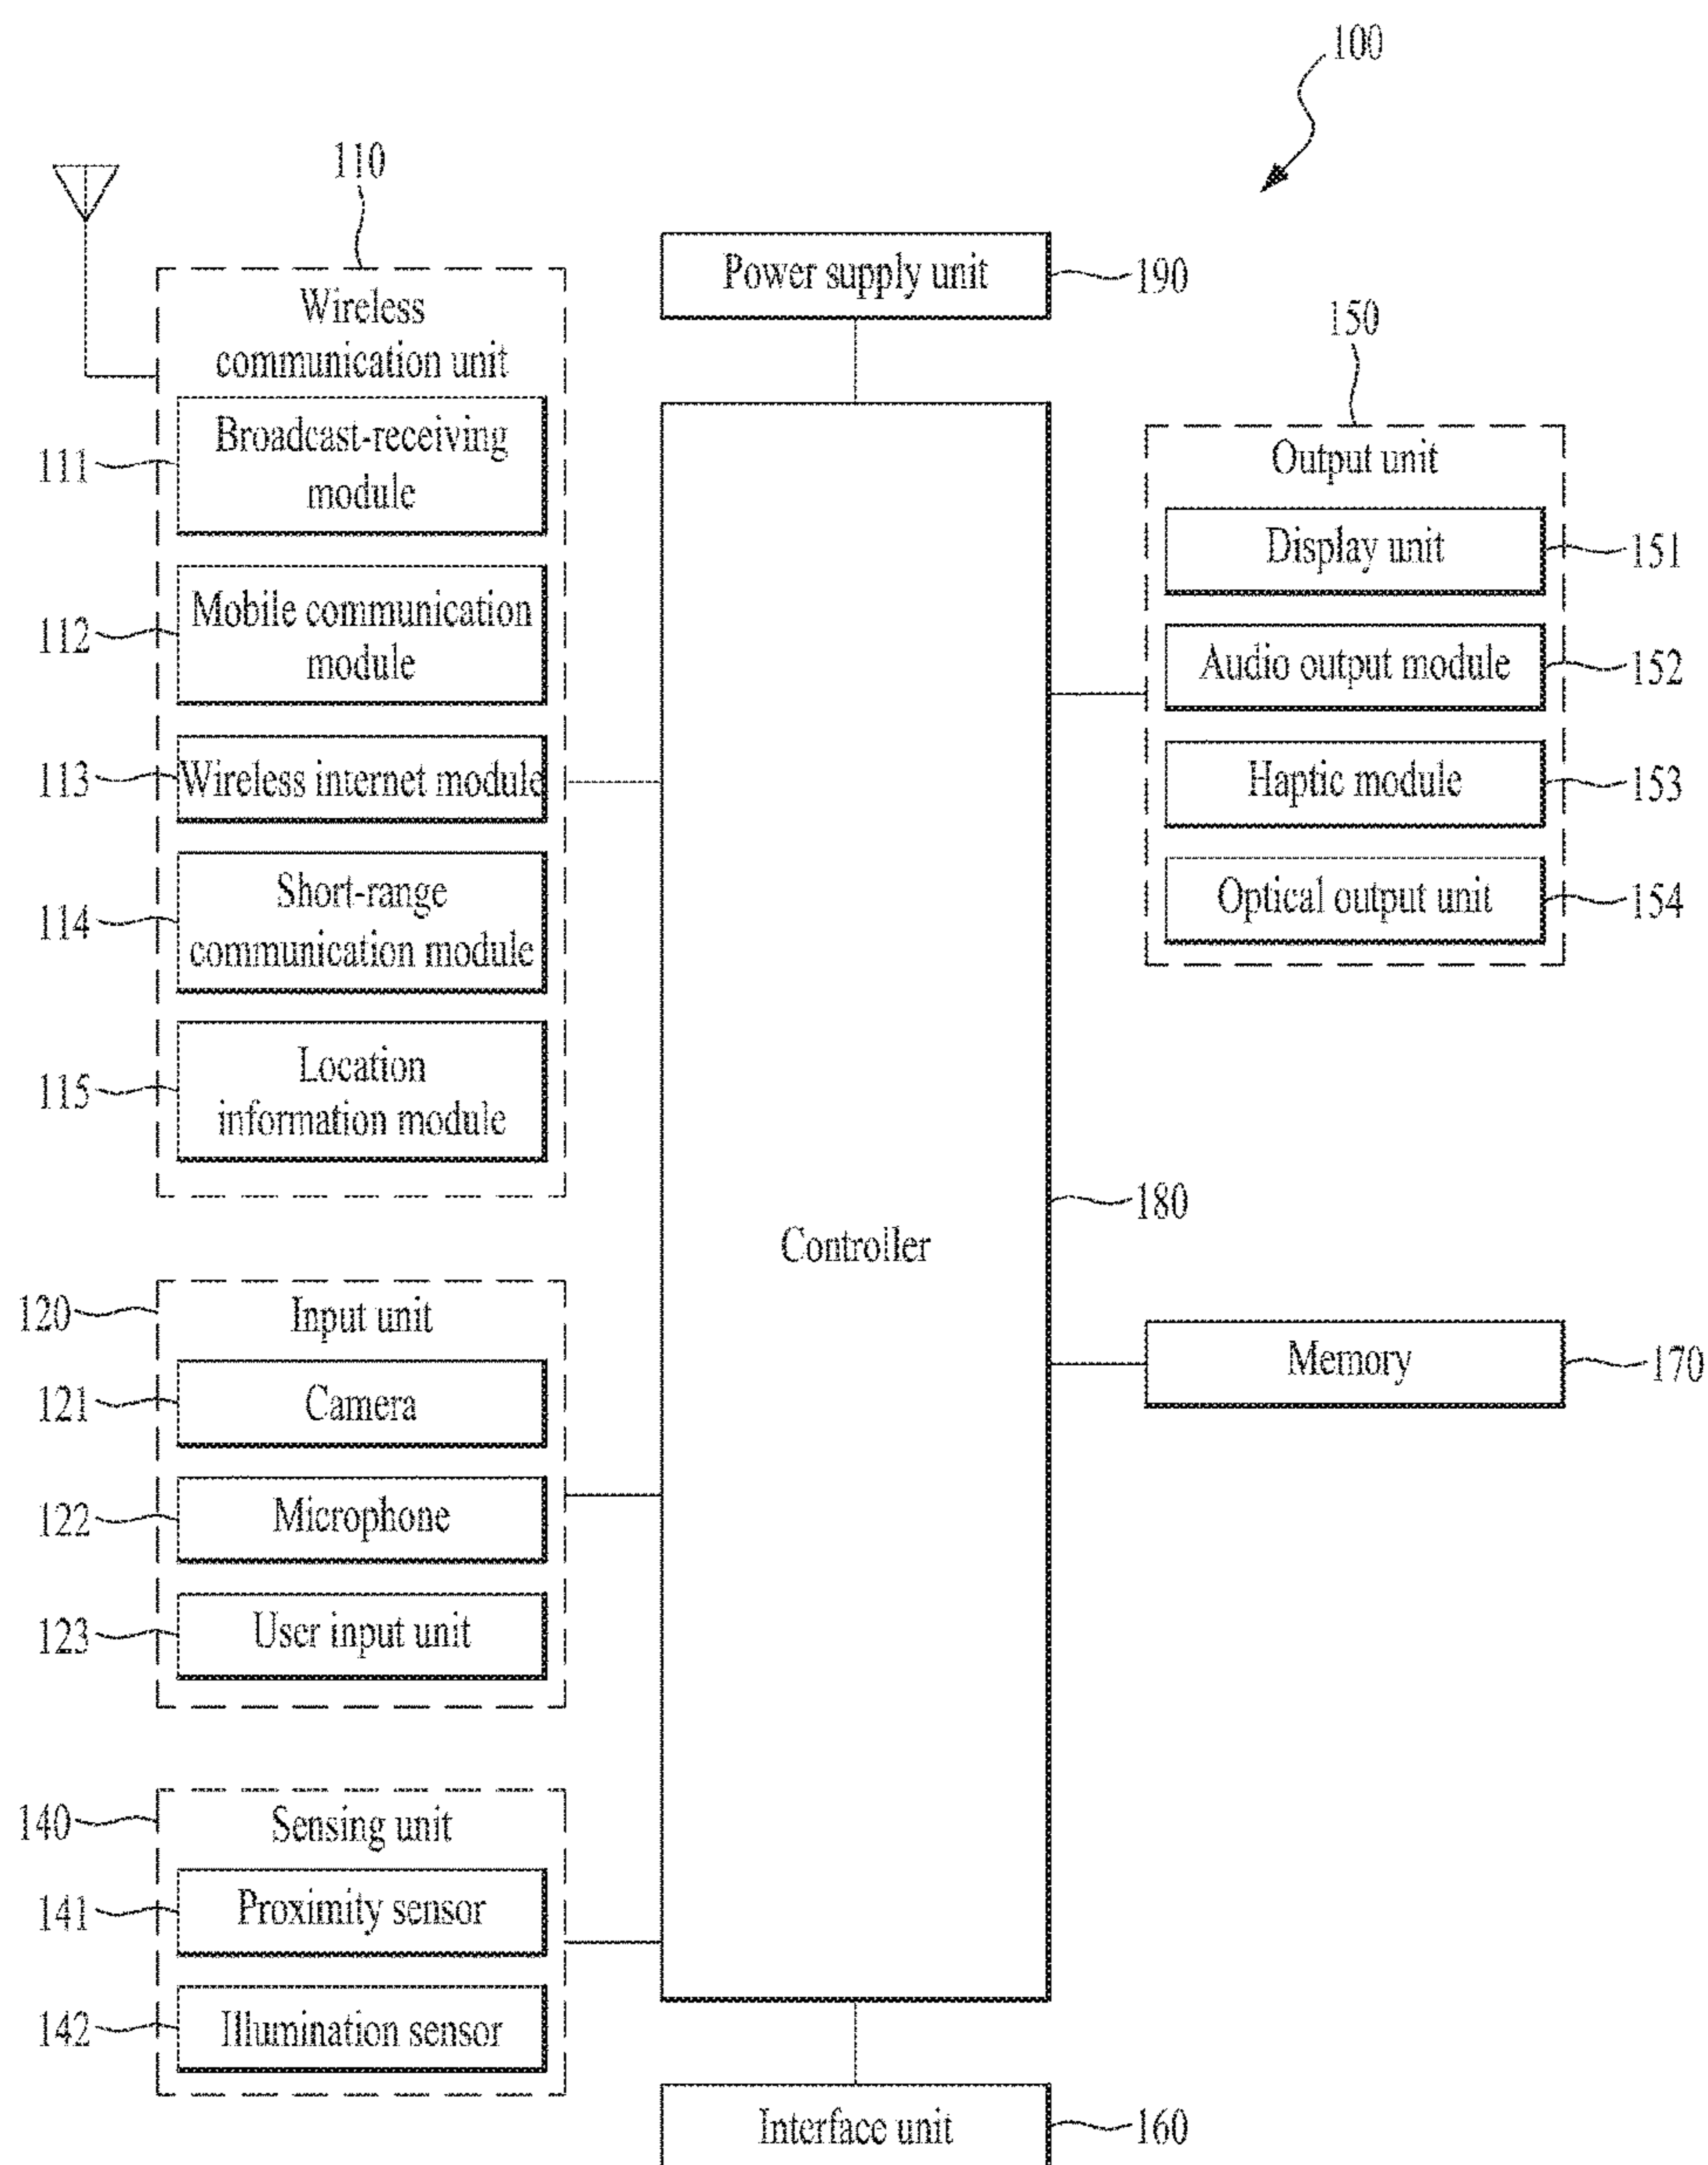 100
110
Wireless
communication unit
111
Broadcast-receiving
module
112
Mobile communication
module
113
Wireless internet module
114
Short-range
communication module
115
Location
information module
120
Input unit
121
Camera
122
Microphone
123
User input unit
140
Sensing unit
141
Proximity sensor
142
Illumination sensor
Power supply unit
190
Controller
180
Interface unit
160
150
Output unit
Display unit
151
Audio output module
152
Haptic module
153
Optical output unit
154
Memory
170